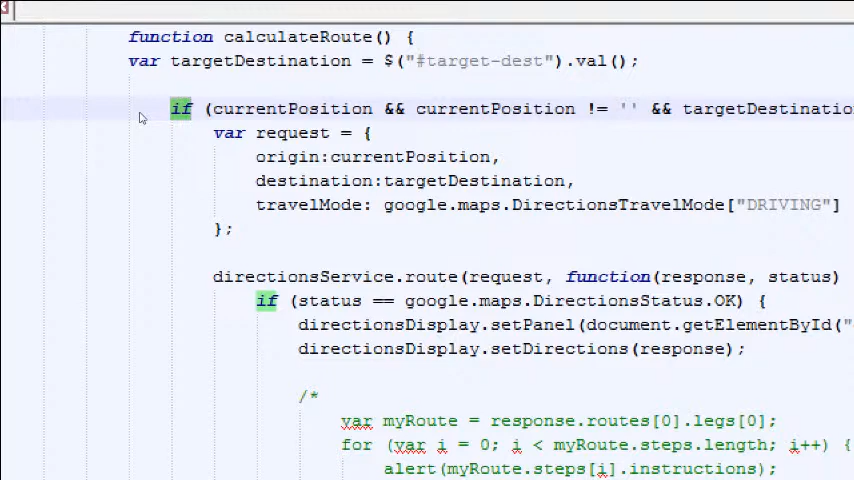 function calculateRoute() {
var targetDestination = $("#target-dest").val();
if (currentPosition && currentPosition != '' && targetDestinatio
var request = {
origin:currentPosition,
destination:targetDestination,
travelMode: google.maps.DirectionsTravelMode["DRIVING"]
};
directionsService.route(request, function(response, status)
if (status == google.maps.DirectionsStatus.OK) {
directionsDisplay.setPanel(document.getElementById("
directionsDisplay.setDirections(response);
/*
var myRoute = response.routes[0].legs[0];
for (var i = 0; i < myRoute.steps.length; i++) {
alert(myRoute.steps[i].instructions);